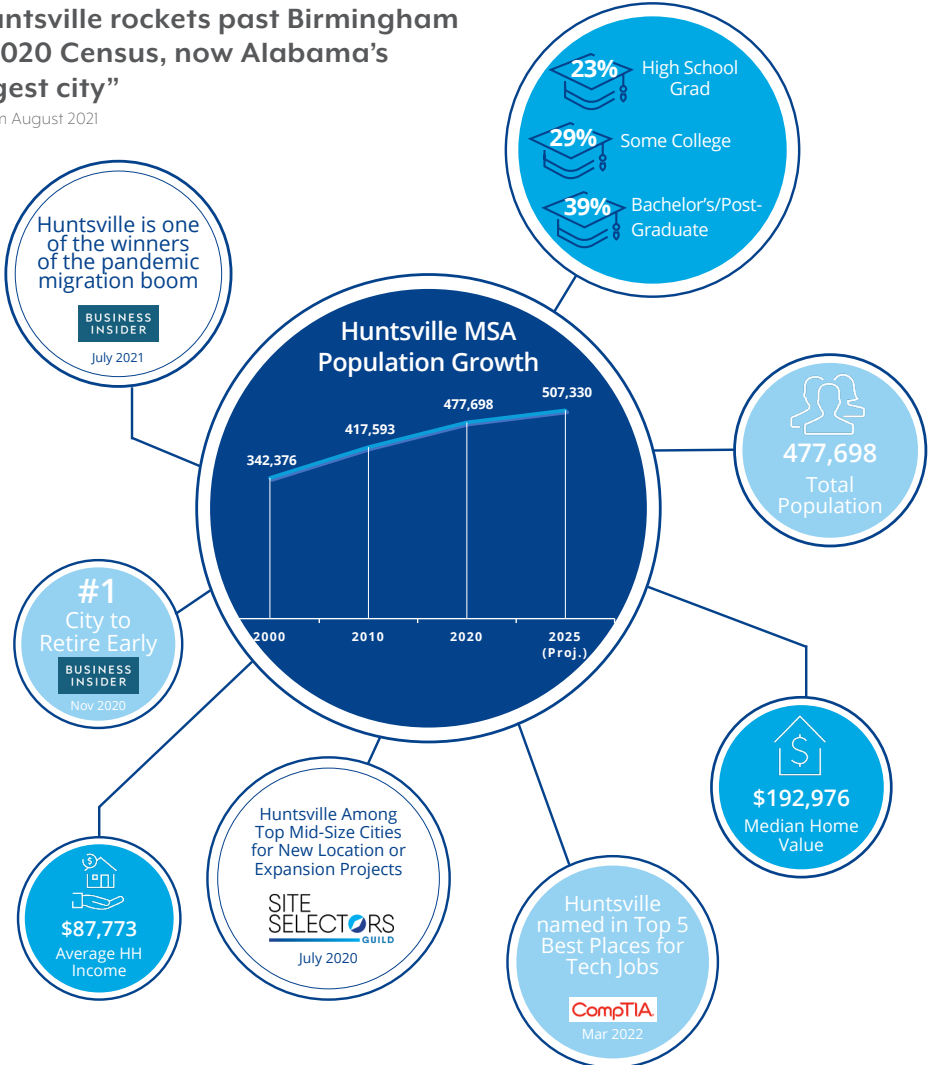 untsville rockets past Birmingham
020 Census, now Alabama's
gest city”
m August 2021
23% High School
Grad
29% Some College
39% Bachelor's/Post-
Graduate
Huntsville is one
of the winners
of the pandemic
migration boom
BUSINESS
INSIDER
July 2021
Huntsville MSA
Population Growth
342,376
417,593
477,698
507,330
2000
2010
2020
2025
(Proj.)
477,698
Total
Population
#1
City to
Retire Early
BUSINESS
INSIDER
Nov 2020
$192,976
Median Home
Value
Huntsville Among
Top Mid-Size Cities
for New Location or
Expansion Projects
SITE
SELECTORS
GUILD
July 2020
$87,773
Average HH
Income
Huntsville
named in Top 5
Best Places for
Tech Jobs
CompTIA.
Mar 2022